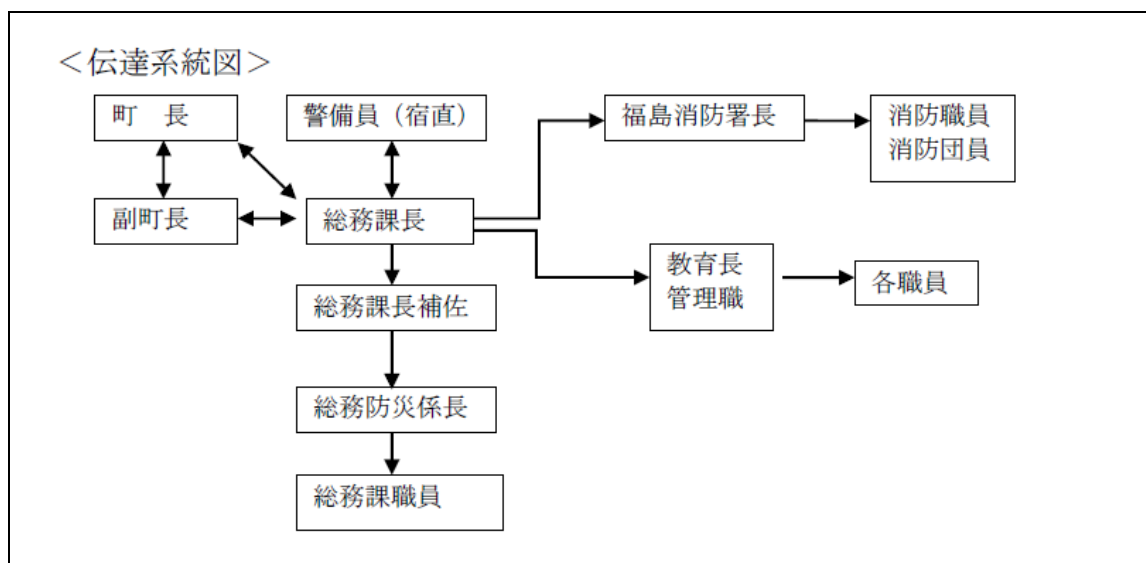 ＜伝達系統図＞
町　長
警備員（宿直）
福島消防署長
消防職員
消防団員
副町長
総務課長
教育長
管理職
各職員
総務課長補佐
総務防災係長
総務課職員